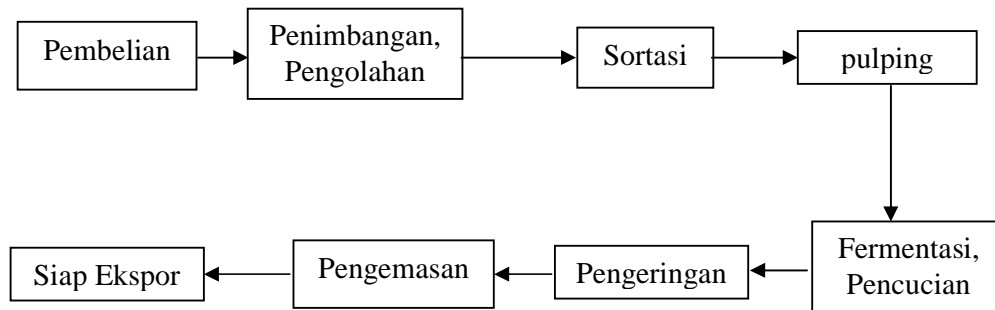 Pembelian
Penimbangan,
Pengolahan
Sortasi
pulping
Fermentasi,
Pencucian
Pengeringan
Pengemasan
Siap Ekspor